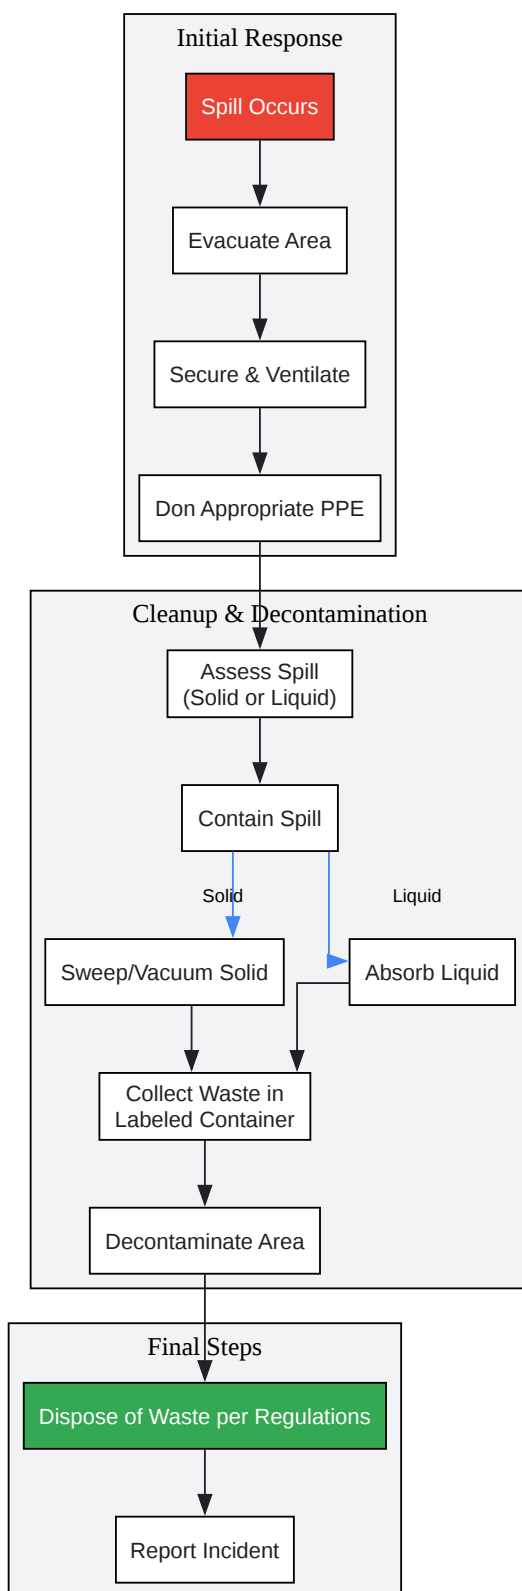 Initial Response
Spill Occurs
Evacuate Area
Secure & Ventilate
Don Appropriate PPE
Cleanup & Decontamination
Assess Spill
(Solid or Liquid)
Contain Spill
Solid
Liquid
Sweep/Vacuum Solid
Absorb Liquid
Collect Waste in
Labeled Container
Decontaminate Area
Final Steps
Dispose of Waste per Regulations
Report Incident